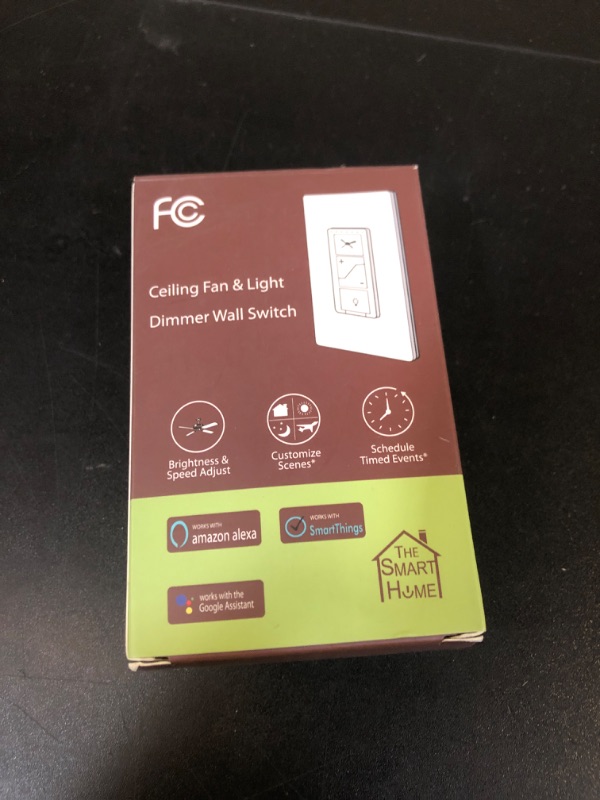 FC
Ceiling Fan & Light
Dimmer Wall Switch
Brightness &
Speed Adjust
Customize
Scenes*
Schedule
Timed Events*
WORKS WITH
amazon alexa
WORKS WITH
SmartThings
works with the
Google Assistant
THE
SMART
HOME